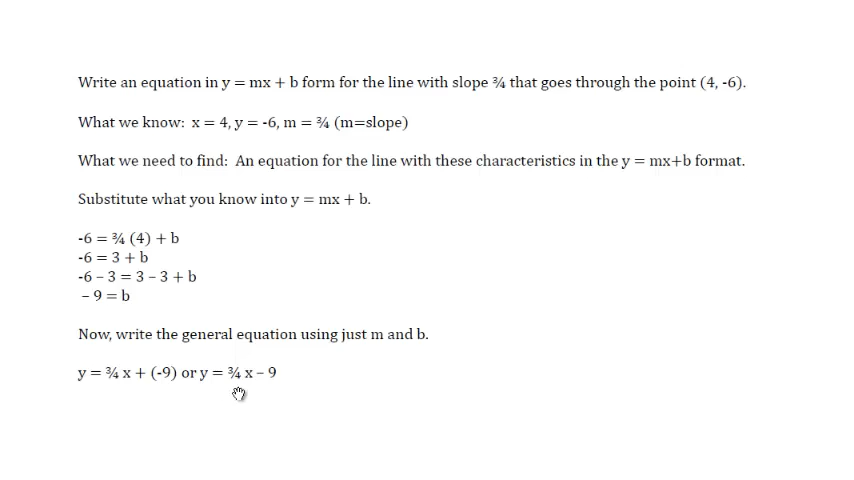 Write an equation in y = mx + b form for the line with slope ¾ that goes through the point (4, -6).
What we know:  x = 4, y = -6, m = ¾ (m=slope)
What we need to find:  An equation for the line with these characteristics in the y = mx+b format.
Substitute what you know into y = mx + b.
-6 = ¾ (4) + b
-6 = 3 + b
-6 – 3 = 3 – 3 + b
– 9 = b
Now, write the general equation using just m and b.
y = ¾ x + (-9) or y = ¾ x – 9